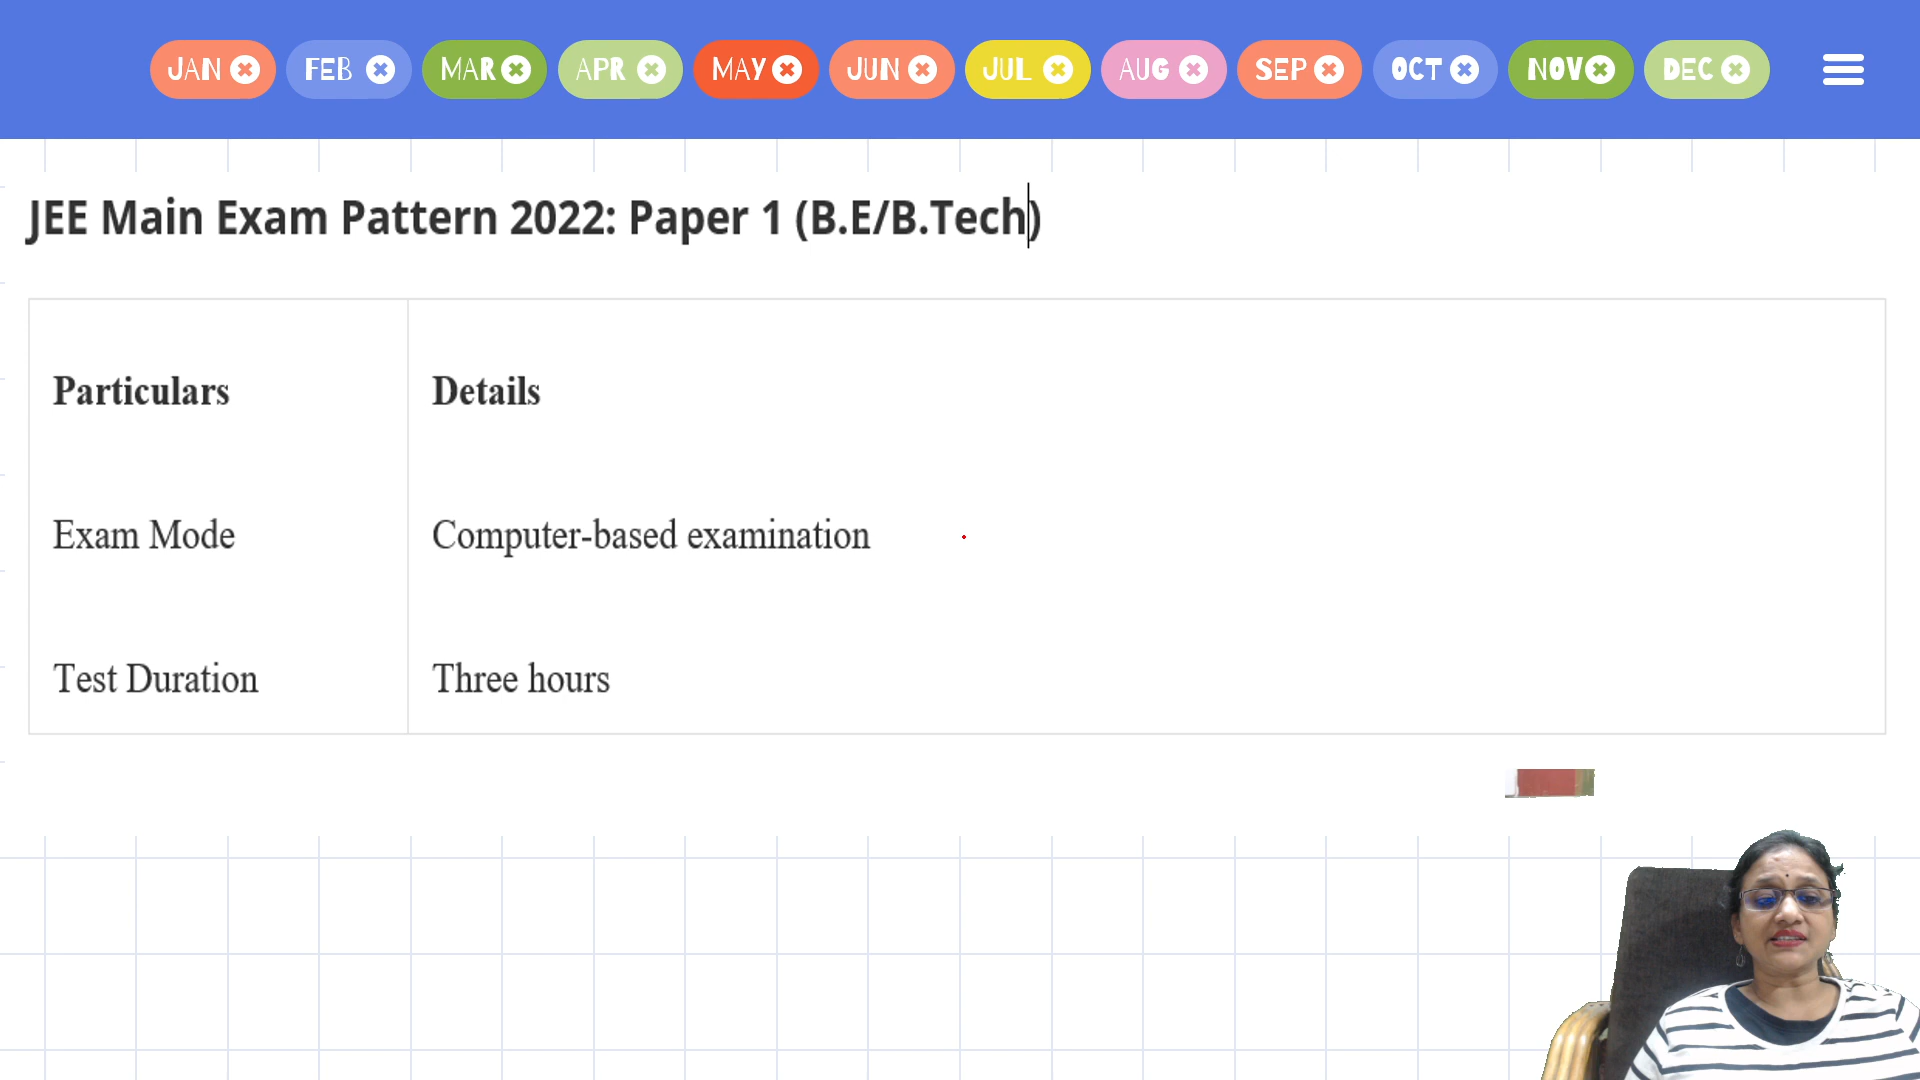 JAN FEB MAR APR MAY JUN JUL AUG SEP OCT NOV DEC
JEE Main Exam Pattern 2022: Paper 1 (B.E/B.Tech)
Particulars Details
Exam Mode Computer-based examination
Test Duration Three hours